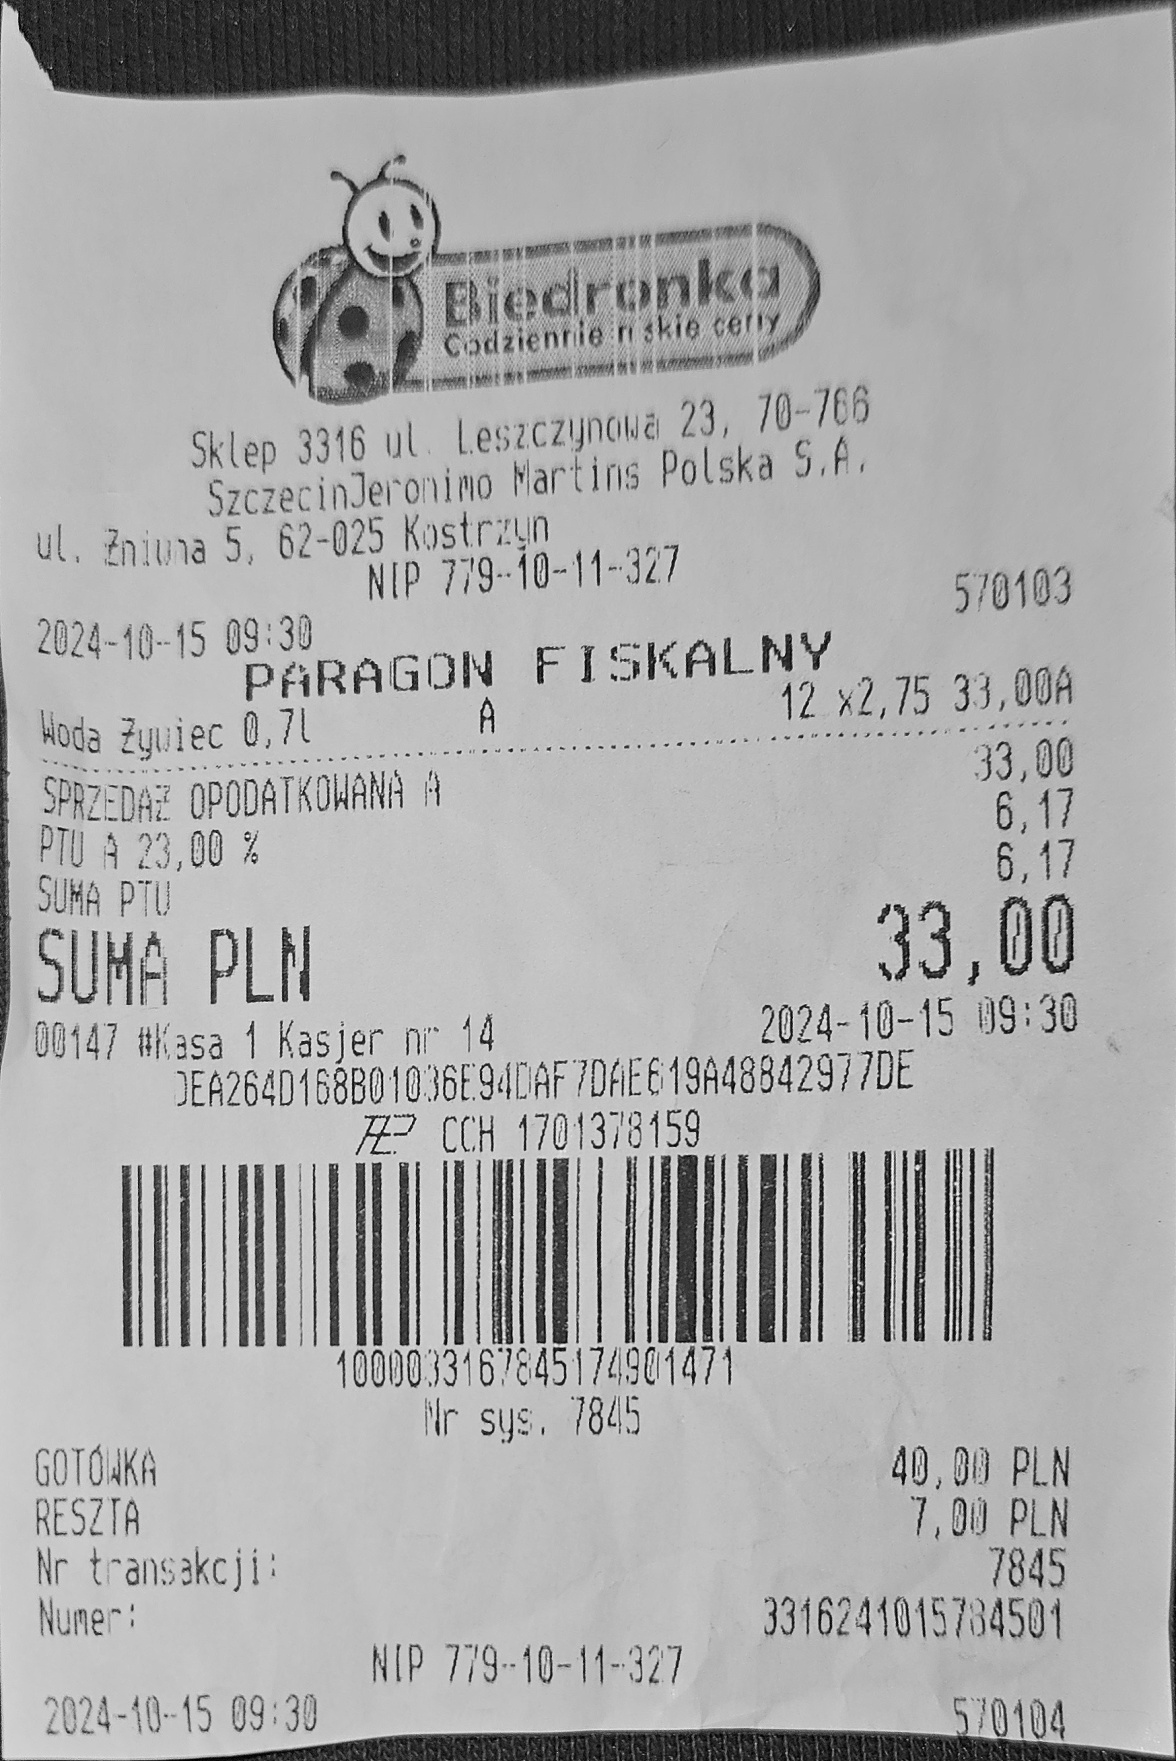 Biedronka
Codziennie niskie ceny
Sklep 3316 ul. Leszczynowa 23, 70-766
SzczecinJeronimo Martins Polska S.A.
ul. Żniwna 5, 62-025 Kostrzyn
NIP 779-10-11-327
2024-10-15 09:30 570103
PARAGON FISKALNY
Woda Żywiec 0,7l A 12 x2,75 33,00A
SPRZEDAŻ OPODATKOWANA A 33,00
PTU A 23,00 % 6,17
SUMA PTU 6,17
SUMA PLN 33,00
00147 #Kasa 1 Kasjer nr 14 2024-10-15 09:30
CCH 1701378159
1000033167845174901471
Nr sys. 7845
GOTÓWKA 40,00 PLN
RESZTA 7,00 PLN
Nr transakcji: 7845
Numer: 3316241015784501
NIP 779-10-11-327
2024-10-15 09:30 570104